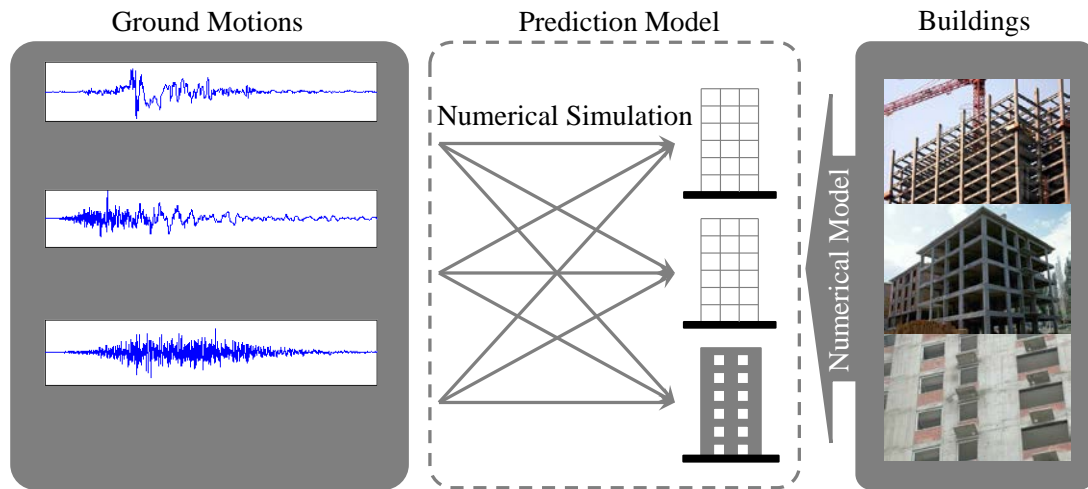 Ground Motions
Prediction Model
Buildings
Numerical Simulation
Numerical Model